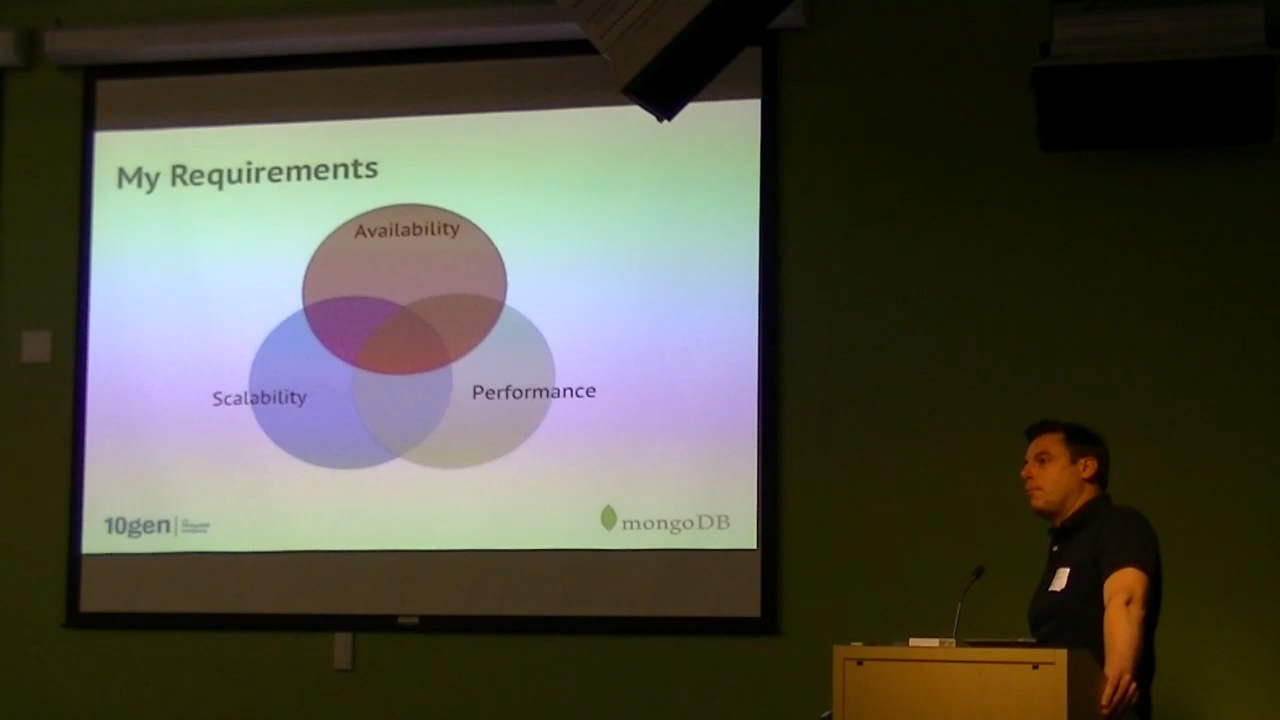 My Requirements
Availability
Scalability
Performance
10gen
mongoDB